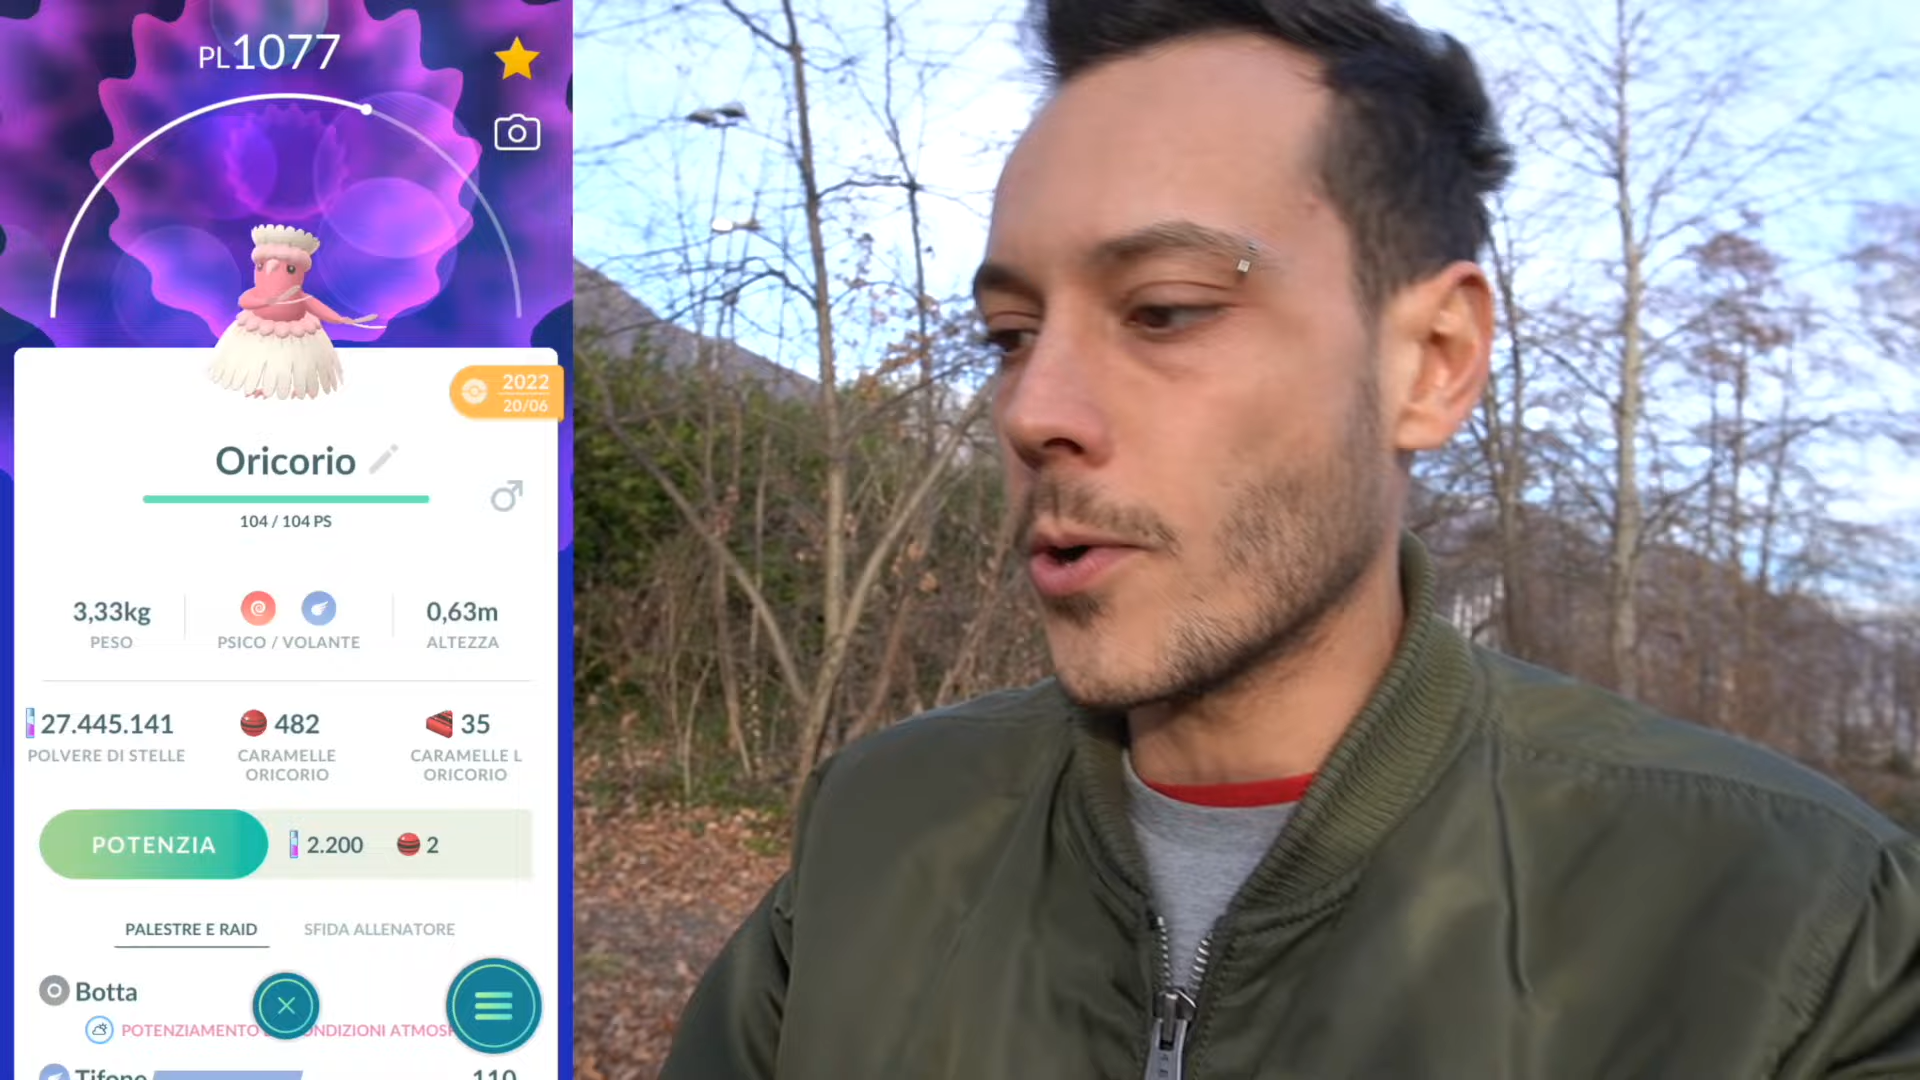 PL1077
2022
20/06
Oricorio
104 / 104 PS
3,33kg
PESO
PSICO / VOLANTE
0,63m
ALTEZZA
27.445.141
POLVERE DI STELLE
482
CARAMELLE
ORICORIO
35
CARAMELLE L
ORICORIO
POTENZIA
2.200
2
PALESTRE E RAID
SFIDA ALLENATORE
Botta
POTENZIAMENTO
Tifone
110